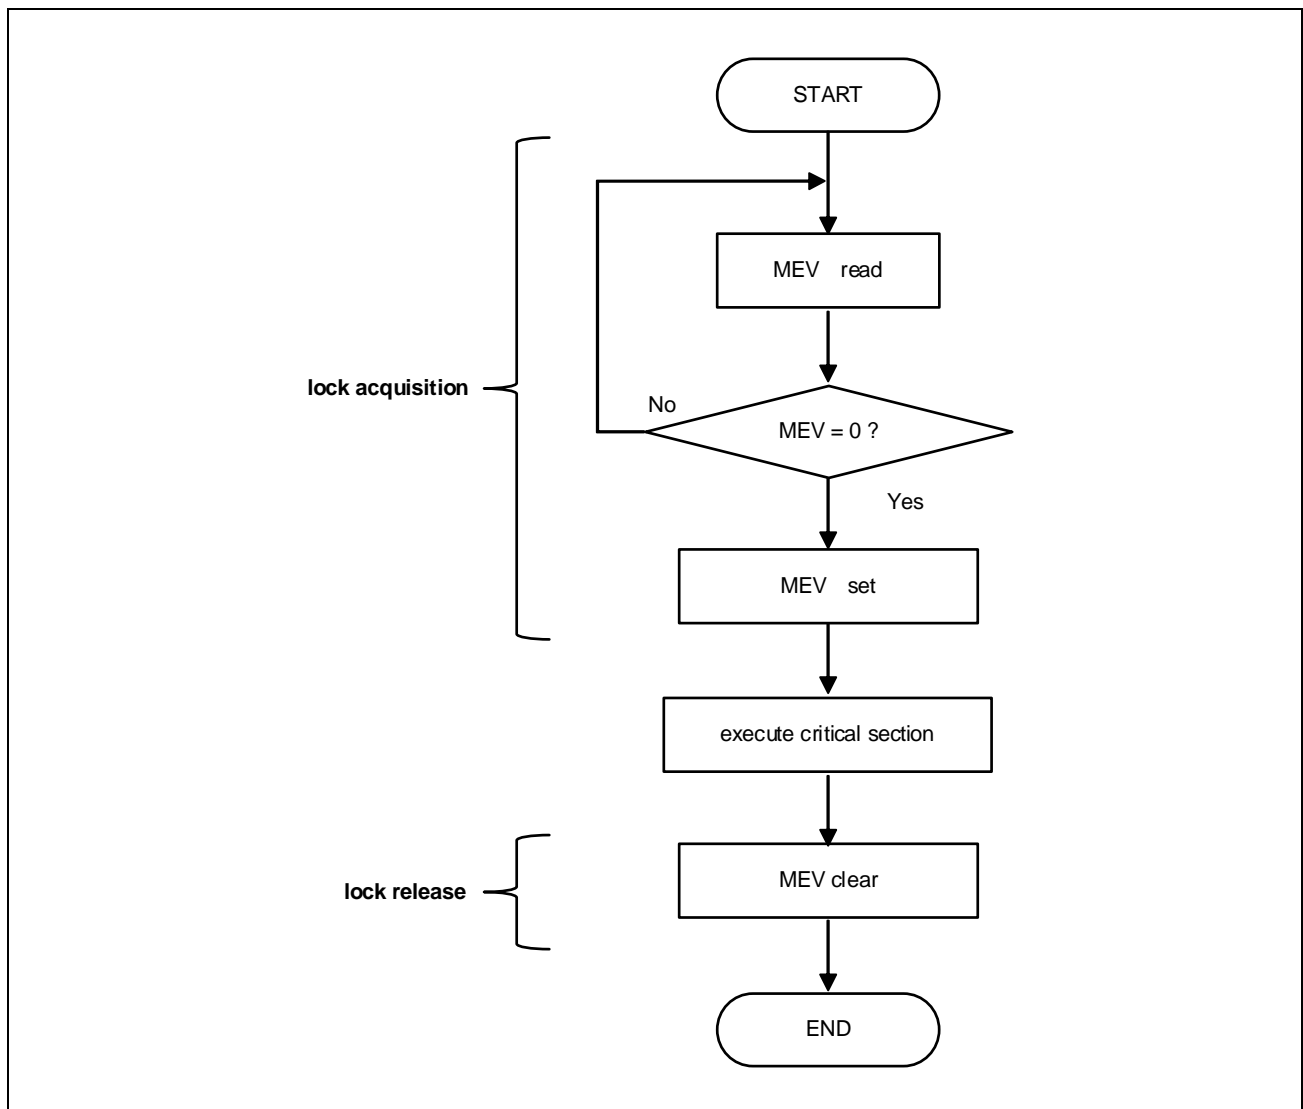 START
MEV read
lock acquisition
No
MEV = 0 ?
Yes
MEV set
execute critical section
MEV clear
lock release
END